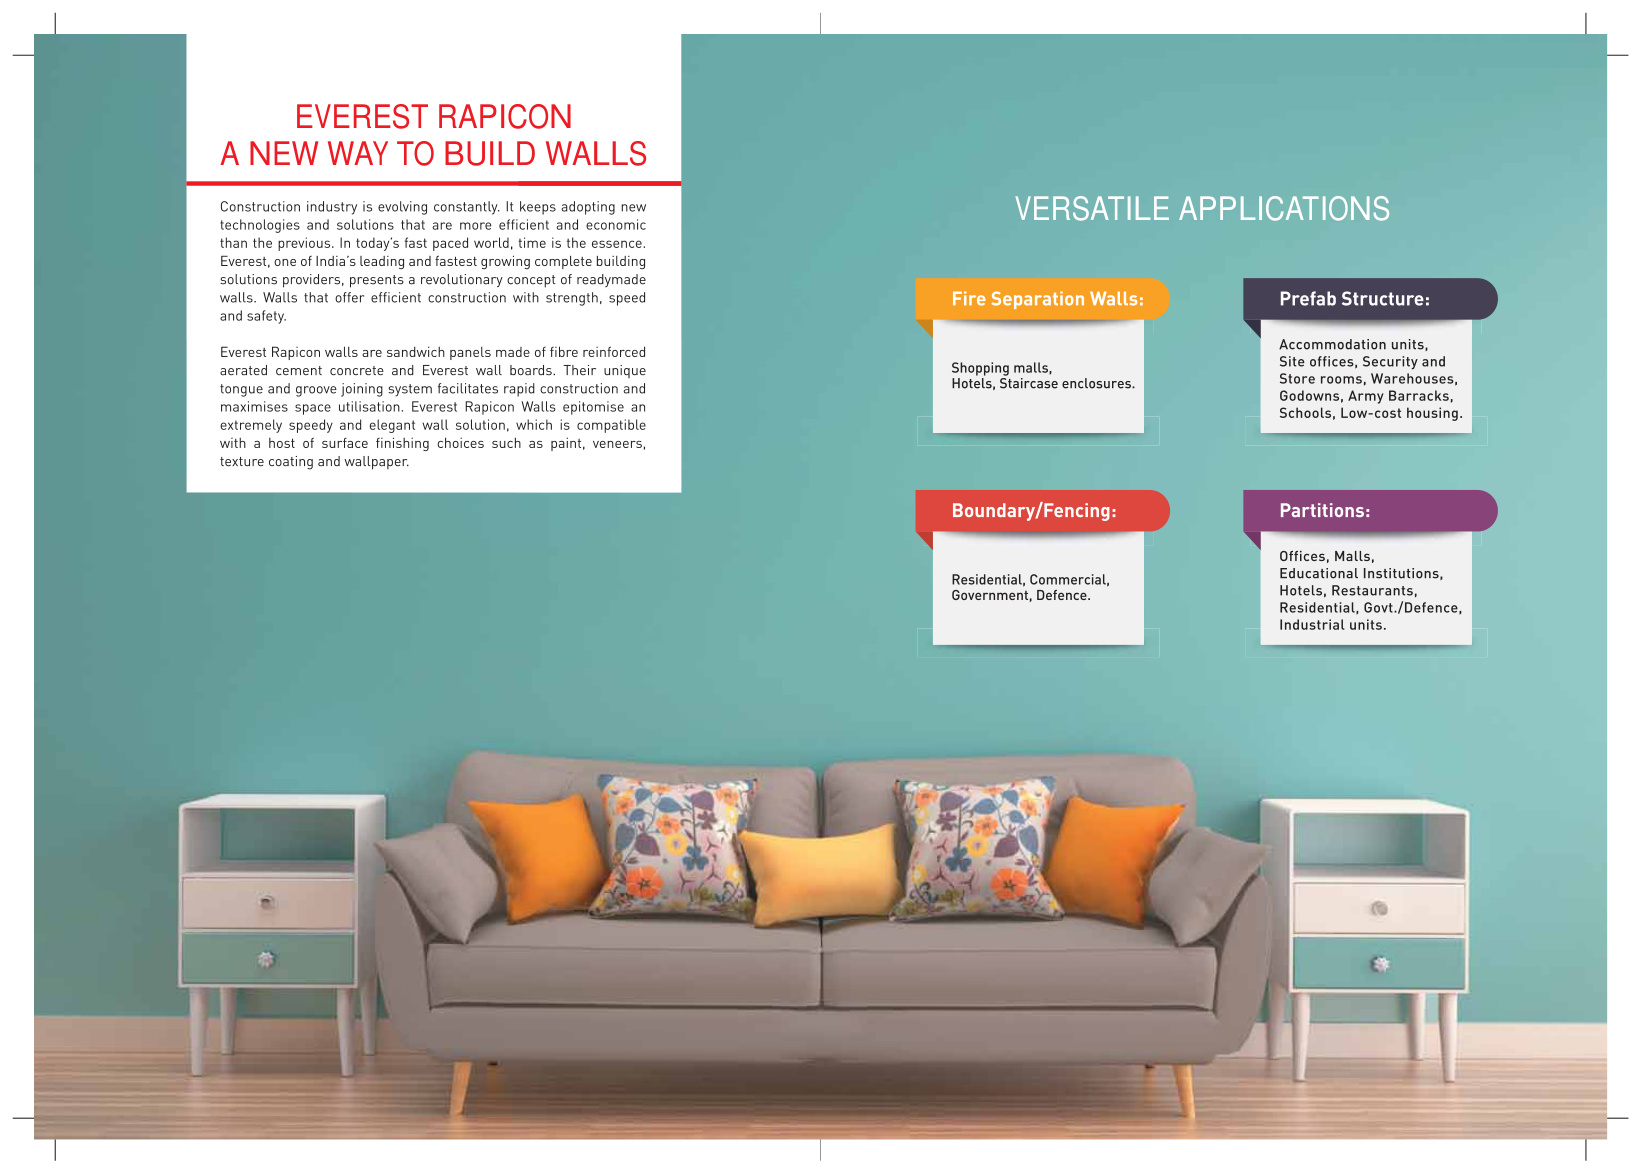 EVEREST RAPICON
A NEW WAY TO BUILD WALLS
Construction industry is evolving constantly. It keeps adopting new
technologies and solutions that are more efficient and economic
than the previous. In today's fast paced world, time is the essence.
Everest, one of India's leading and fastest growing complete building
solutions providers, presents a revolutionary concept of readymade
walls. Walls that offer efficient construction with strength, speed
and safety.
Everest Rapicon walls are sandwich panels made of fibre reinforced
aerated cement concrete and Everest wall boards. Their unique
tongue and groove joining system facilitates rapid construction and
maximises space utilisation. Everest Rapicon Walls epitomise an
extremely speedy and elegant wall solution, which is compatible
with a host of surface finishing choices such as paint, veneers,
texture coating and wallpaper.
VERSATILE APPLICATIONS
Fire Separation Walls:
Shopping malls,
Hotels, Staircase enclosures.
Prefab Structure:
Accommodation units,
Site offices, Security and
Store rooms, Warehouses,
Godowns, Army Barracks,
Schools, Low-cost housing.
Boundary/Fencing:
Residential, Commercial,
Government, Defence.
Partitions:
Offices, Malls,
Educational Institutions,
Hotels, Restaurants,
Residential, Govt./Defence,
Industrial units.